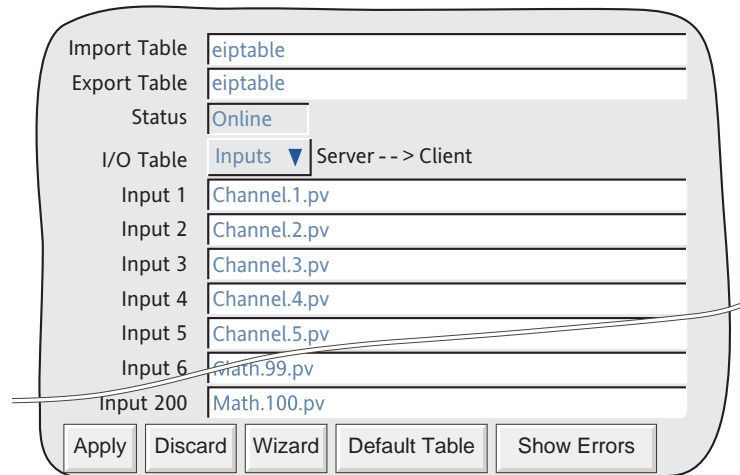 Import Table eiptable
Export Table eiptable
Status Online
I/O Table Inputs Server - - > Client
Input 1 Channel.1.pv
Input 2 Channel.2.pv
Input 3 Channel.3.pv
Input 4 Channel.4.pv
Input 5 Channel.5.pv
Input 6 Math.99.pv
Input 200 Math.100.pv
Apply Discard Wizard Default Table Show Errors